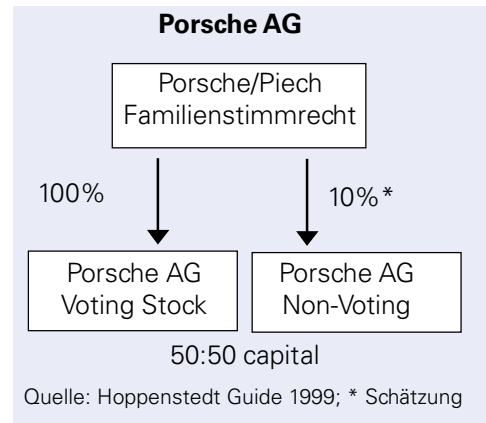 Porsche AG
Porsche/Piech
Familienstimmrecht
100%
10%*
Porsche AG
Voting Stock
Porsche AG
Non-Voting
50:50 capital
Quelle: Hoppenstedt Guide 1999; * Schätzung